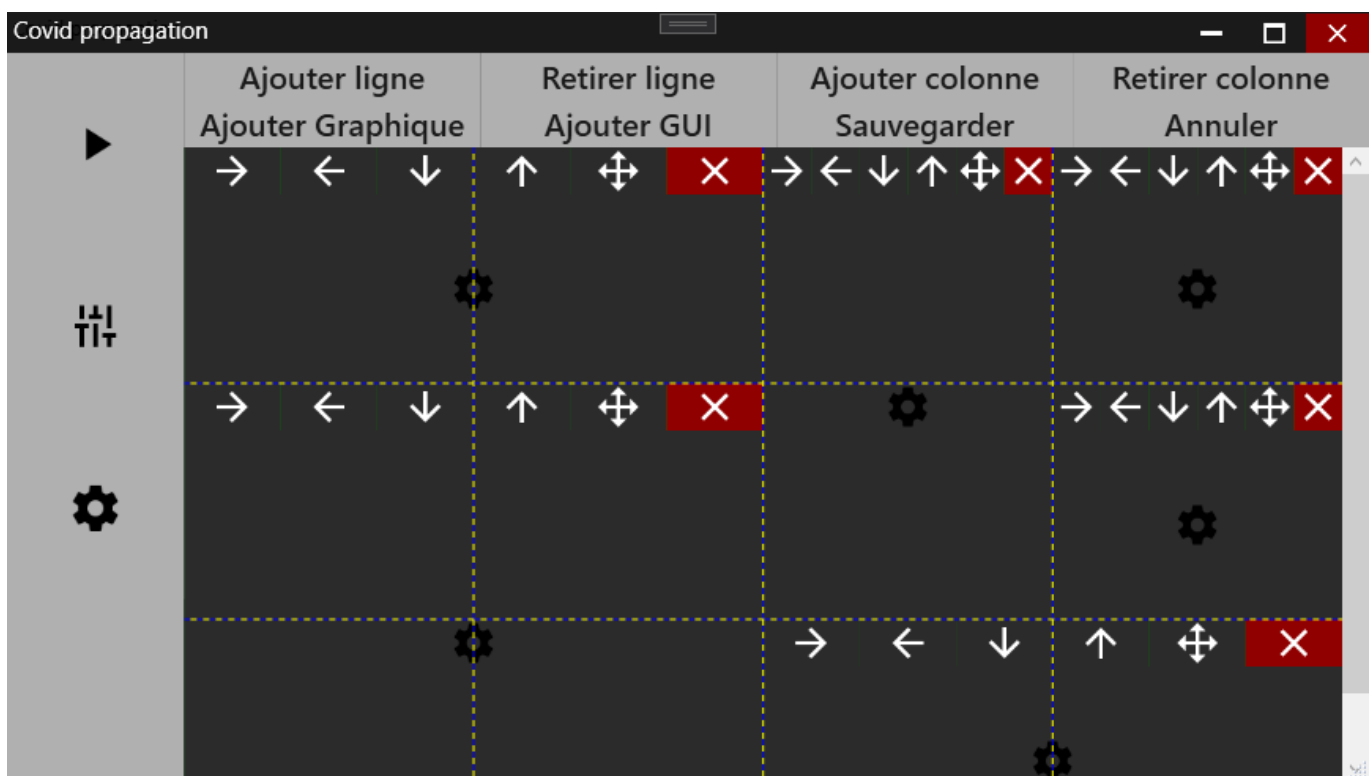 Covid propagation
Ajouter ligne Retirer ligne Ajouter colonne Retirer colonne
Ajouter Graphique Ajouter GUI Sauvegarder Annuler